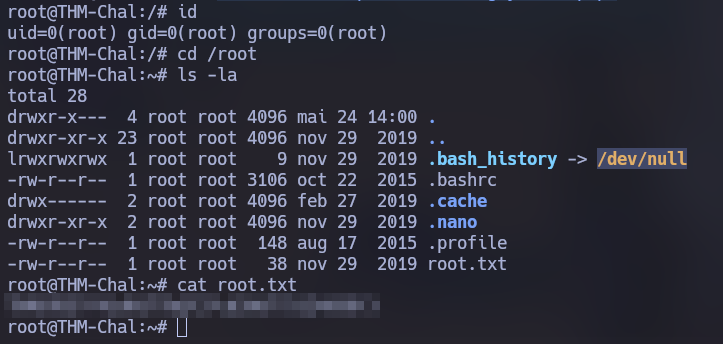 root@THM-Chal:/# id
uid=0(root) gid=0(root) groups=0(root)
root@THM-Chal:/# cd /root
root@THM-Chal:~# ls -la
total 28
drwxr-x---  4 root root 4096 mai 24 14:00 .
drwxr-xr-x 23 root root 4096 nov 29  2019 ..
lrwxrwxrwx  1 root root    9 nov 29  2019 .bash_history -> /dev/null
-rw-r--r--  1 root root 3106 oct 22  2015 .bashrc
drwx------  2 root root 4096 feb 27  2019 .cache
drwxr-xr-x  2 root root 4096 nov 29  2019 .nano
-rw-r--r--  1 root root  148 aug 17  2015 .profile
-rw-r--r--  1 root root   38 nov 29  2019 root.txt
root@THM-Chal:~# cat root.txt
root@THM-Chal:~#